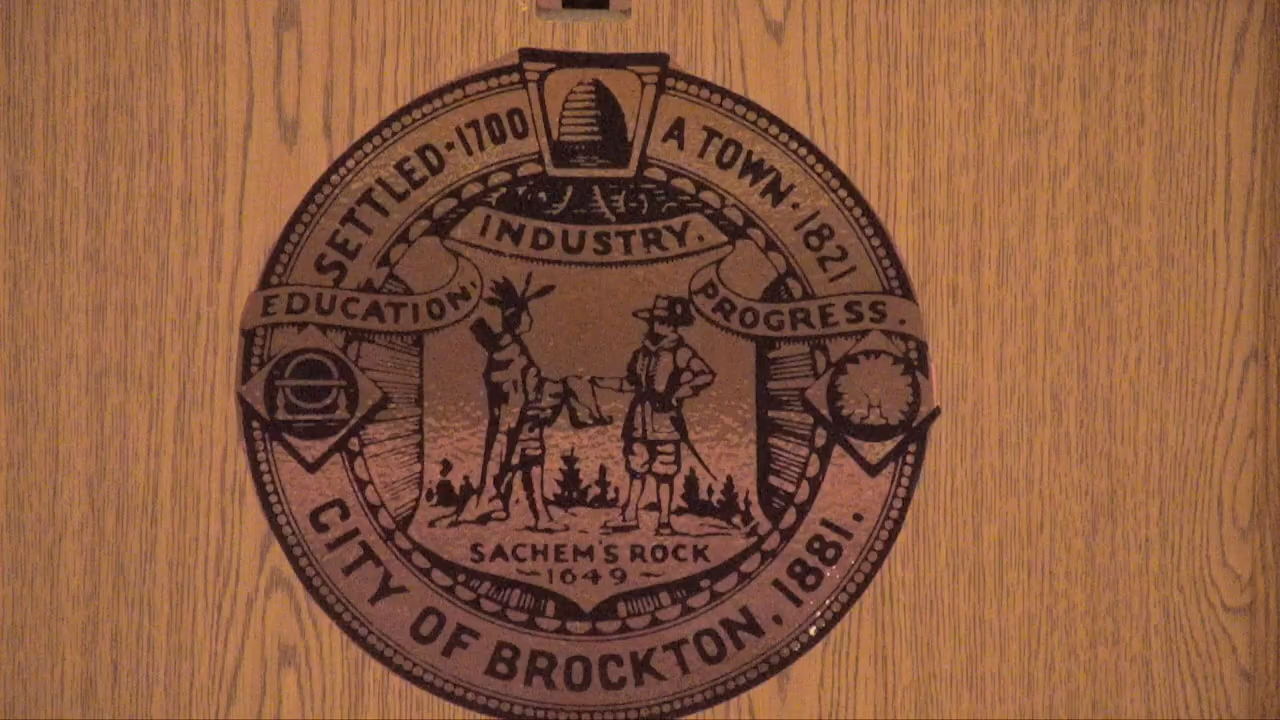 SETTLED · 1700
A TOWN · 1821
INDUSTRY.
EDUCATION.
PROGRESS.
SACHEM'S ROCK
1649
CITY OF BROCKTON, 1881.